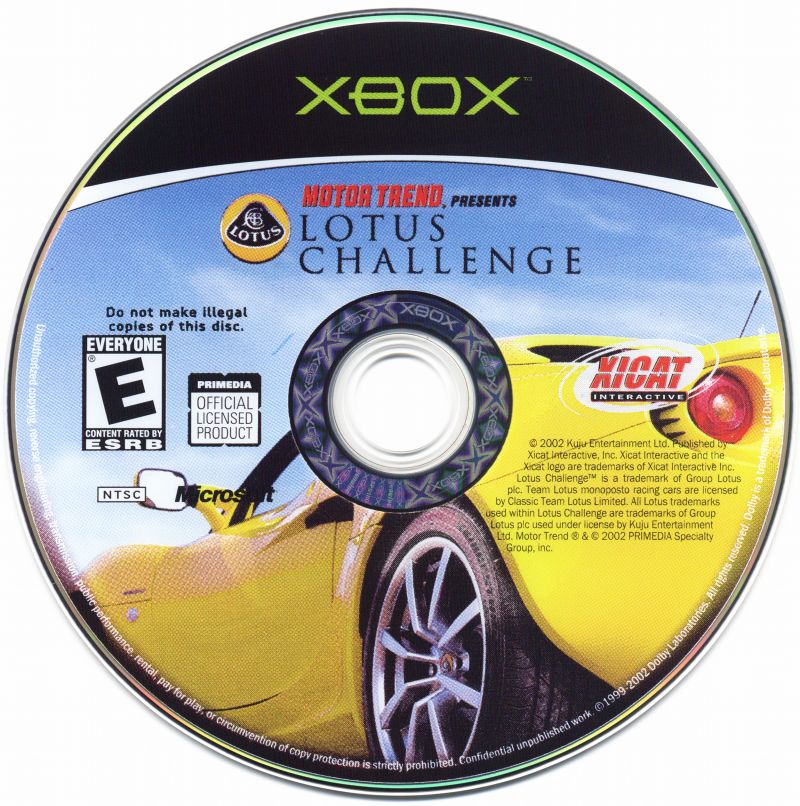 XBOX™
MOTOR TREND® PRESENTS
LOTUS
LOTUS
CHALLENGE
Do not make illegal
copies of this disc.
EVERYONE
E
®
CONTENT RATED BY
ESRB
PRIMEDIA
OFFICIAL
LICENSED
PRODUCT
NTSC
Microsoft
XBOX
XICAT
INTERACTIVE
© 2002 Kuju Entertainment Ltd. Published by
Xicat Interactive, Inc. Xicat Interactive and the
Xicat logo are trademarks of Xicat Interactive Inc.
Lotus Challenge™ is a trademark of Group Lotus
plc. Team Lotus monoposto racing cars are licensed
by Classic Team Lotus Limited. All Lotus trademarks
used within Lotus Challenge are trademarks of Group
Lotus plc used under license by Kuju Entertainment
Ltd. Motor Trend ® & © 2002 PRIMEDIA Specialty
Group, inc.
Unauthorized copying, reverse engineering, transmission, public performance, rental, pay for play, or circumvention of copy protection is strictly prohibited. Confidential unpublished work. ©1999-2002 Dolby Laboratories. All rights reserved. Dolby is a trademark of Dolby Laboratories.